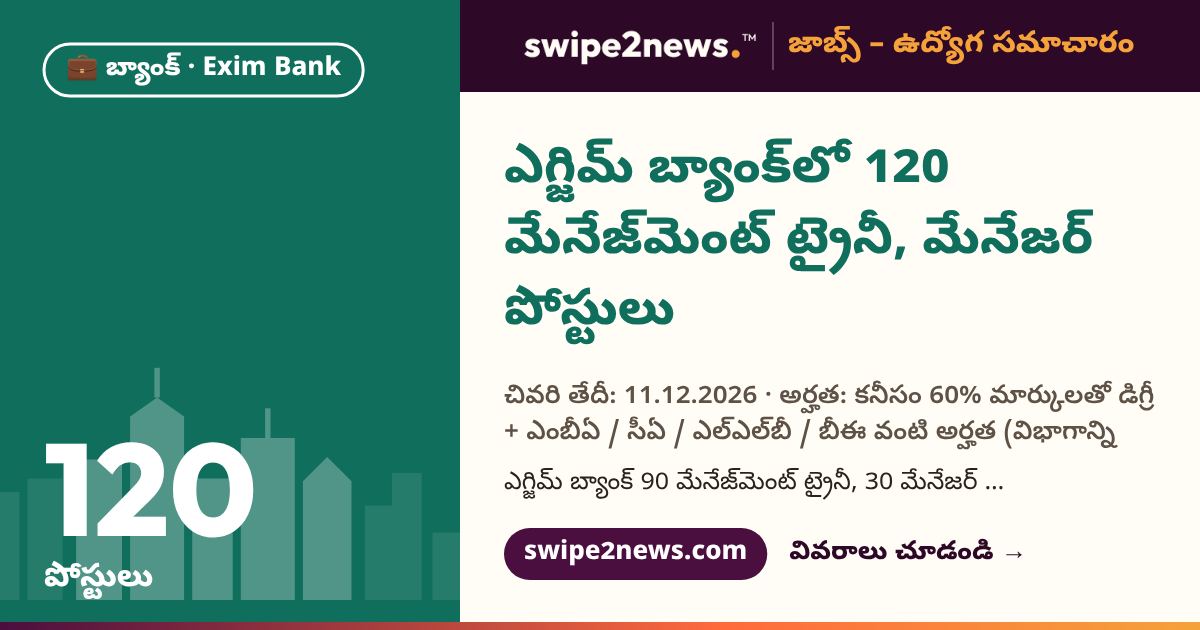 💼 బ్యాంక్ · Exim Bank
swipe2news.™
జాబ్స్ – ఉద్యోగ సమాచారం
ఎగ్జిమ్ బ్యాంక్‌లో 120
మేనేజ్‌మెంట్ ట్రైనీ, మేనేజర్
పోస్టులు
చివరి తేదీ: 11.12.2026 · అర్హత: కనీసం 60% మార్కులతో డిగ్రీ
+ ఎంబీఏ / సీఏ / ఎల్ఎల్‌బీ / బీఈ వంటి అర్హత (విభాగాన్ని
ఎగ్జిమ్ బ్యాంక్ 90 మేనేజ్‌మెంట్ ట్రైనీ, 30 మేనేజర్ ...
120
పోస్టులు
swipe2news.com
వివరాలు చూడండి →